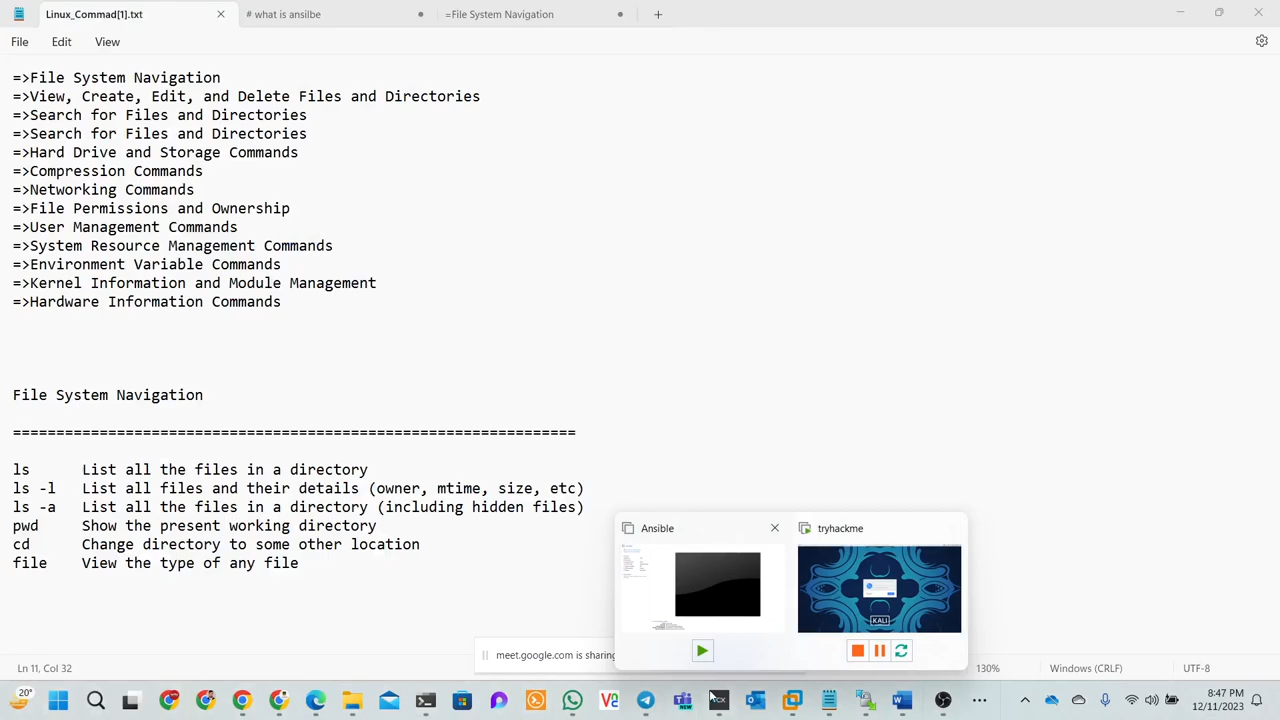 Linux_Commad[1].txt
# what is ansilbe
=File System Navigation
File Edit View
=>File System Navigation
=>View, Create, Edit, and Delete Files and Directories
=>Search for Files and Directories
=>Search for Files and Directories
=>Hard Drive and Storage Commands
=>Compression Commands
=>Networking Commands
=>File Permissions and Ownership
=>User Management Commands
=>System Resource Management Commands
=>Environment Variable Commands
=>Kernel Information and Module Management
=>Hardware Information Commands
File System Navigation
=================================================================
ls List all the files in a directory
ls -l List all files and their details (owner, mtime, size, etc)
ls -a List all the files in a directory (including hidden files)
pwd Show the present working directory
cd Change directory to some other location
file View the type of any file
Ansible
tryhackme
KALI
meet.google.com is sharing
Ln 11, Col 32
130%
Windows (CRLF)
UTF-8
20°
NEW
8:47 PM
12/11/2023